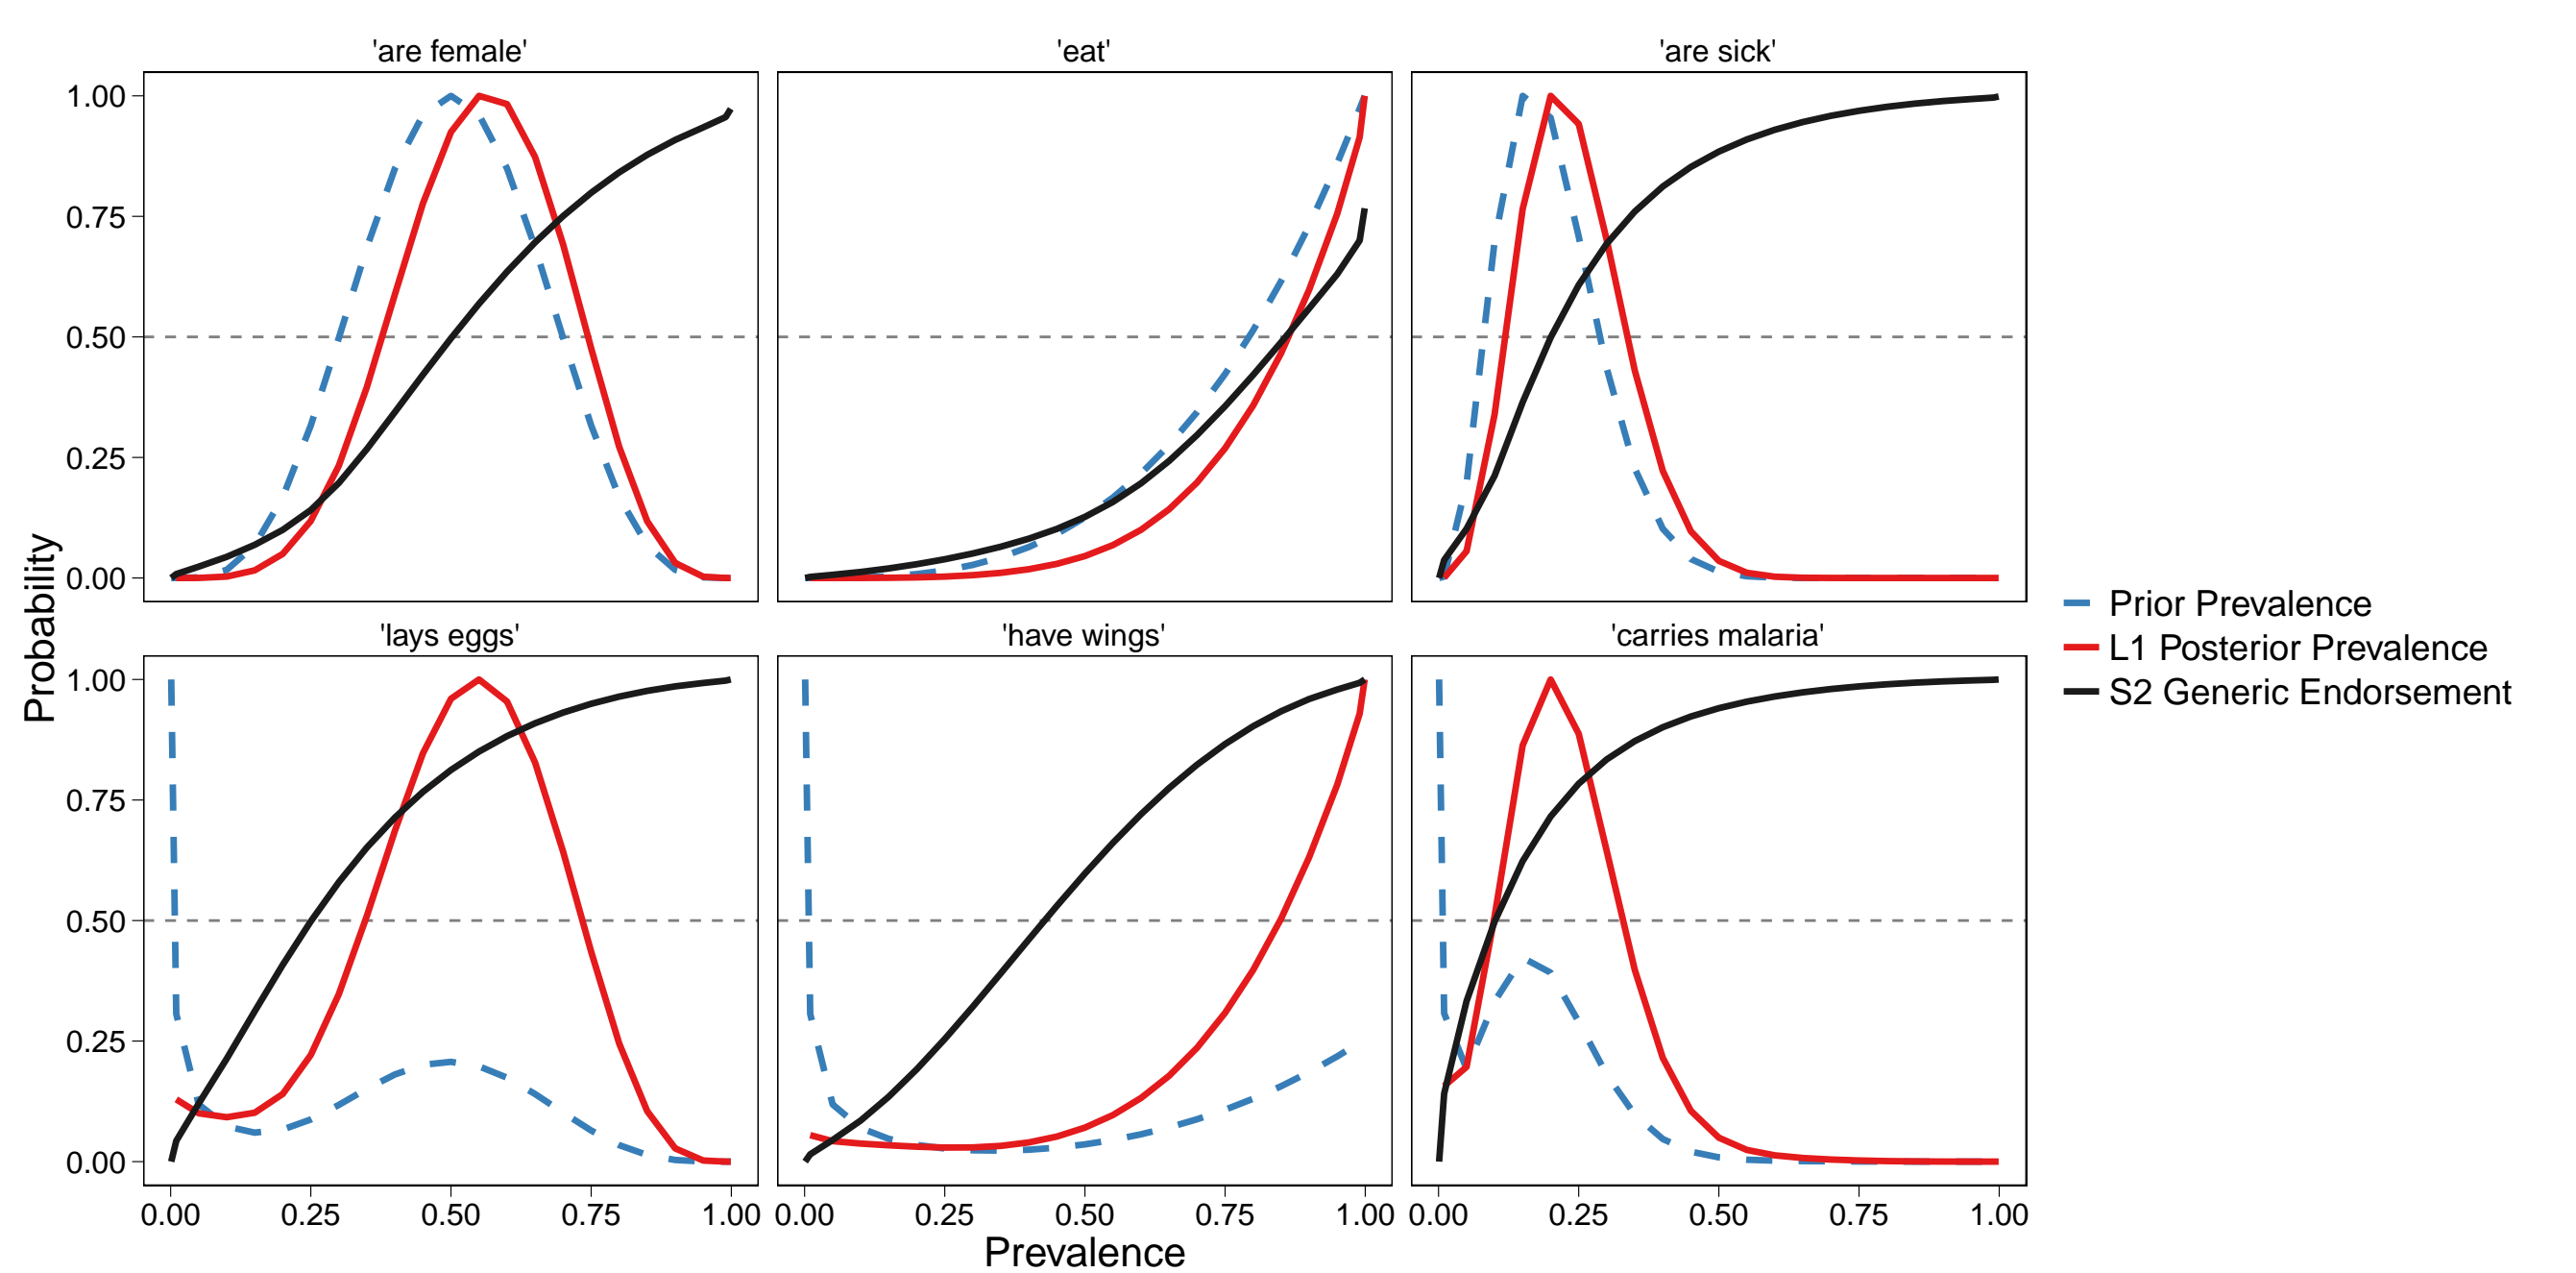 'are female' 'eat' 'are sick'
1.00
0.75
0.50
0.25
0.00
'lays eggs' 'have wings' 'carries malaria'
1.00
0.75
0.50
0.25
0.00
0.00 0.25 0.50 0.75 1.00 0.00 0.25 0.50 0.75 1.00 0.00 0.25 0.50 0.75 1.00
Prevalence
Probability
Prior Prevalence
L1 Posterior Prevalence
S2 Generic Endorsement